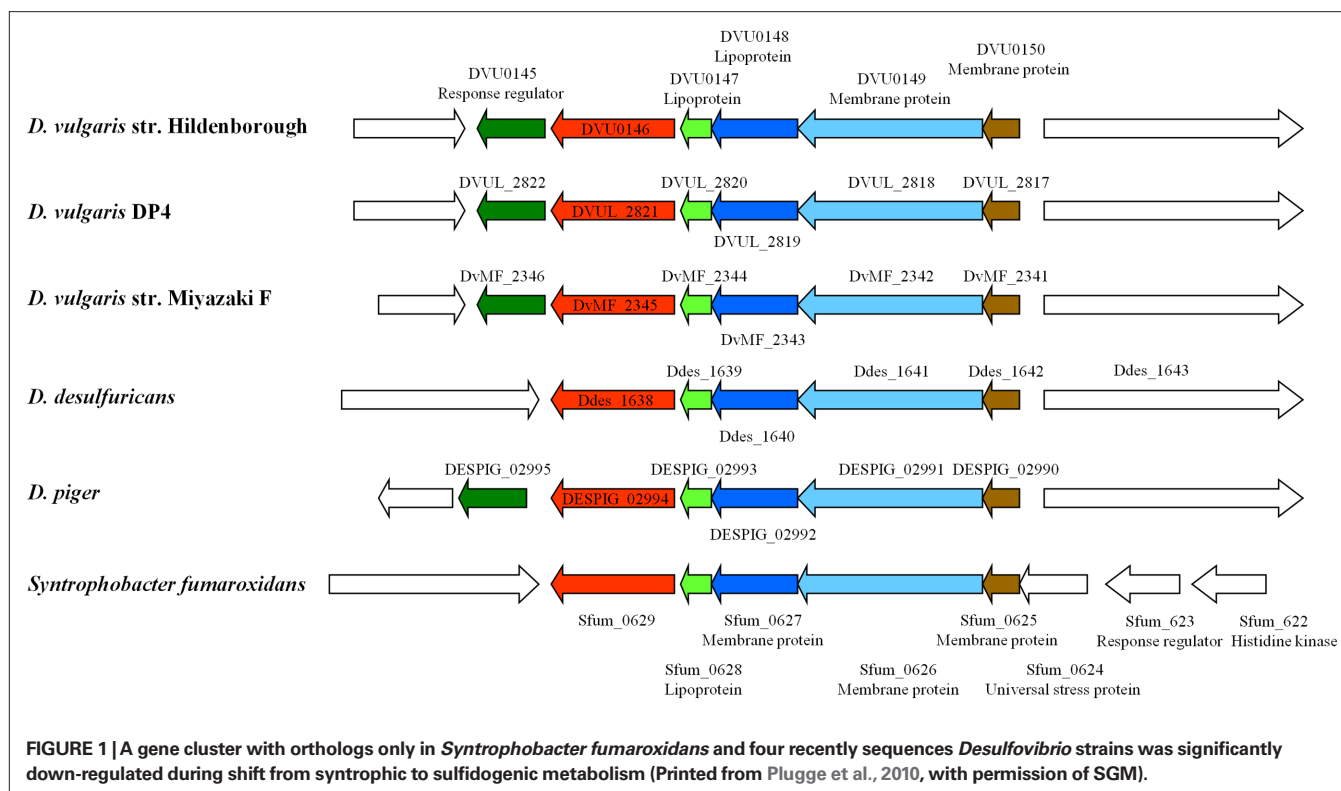 DVU0148
Lipoprotein
DVU0150
Membrane protein
DVU0145
Response regulator
DVU0147
Lipoprotein
DVU0149
Membrane protein
D. vulgaris str. Hildenborough
DVU0146
DVUL_2822
DVUL_2820
DVUL_2818
DVUL_2817
D. vulgaris DP4
DVUL_2821
DVUL_2819
DvMF_2346
DvMF_2344
DvMF_2342
DvMF_2341
D. vulgaris str. Miyazaki F
DvMF_2345
DvMF_2343
Ddes_1639
Ddes_1641
Ddes_1642
Ddes_1643
D. desulfuricans
Ddes_1638
Ddes_1640
DESPIG_02995
DESPIG_02993
DESPIG_02991
DESPIG_02990
D. piger
DESPIG_02994
DESPIG_02992
Syntrophobacter fumaroxidans
Sfum_0629
Sfum_0627
Membrane protein
Sfum_0625
Membrane protein
Sfum_623
Response regulator
Sfum_622
Histidine kinase
Sfum_0628
Lipoprotein
Sfum_0626
Membrane protein
Sfum_0624
Universal stress protein
FIGURE 1 | A gene cluster with orthologs only in Syntrophobacter fumaroxidans and four recently sequences Desulfovibrio strains was significantly
down-regulated during shift from syntrophic to sulfidogenic metabolism (Printed from Plugge et al., 2010, with permission of SGM).